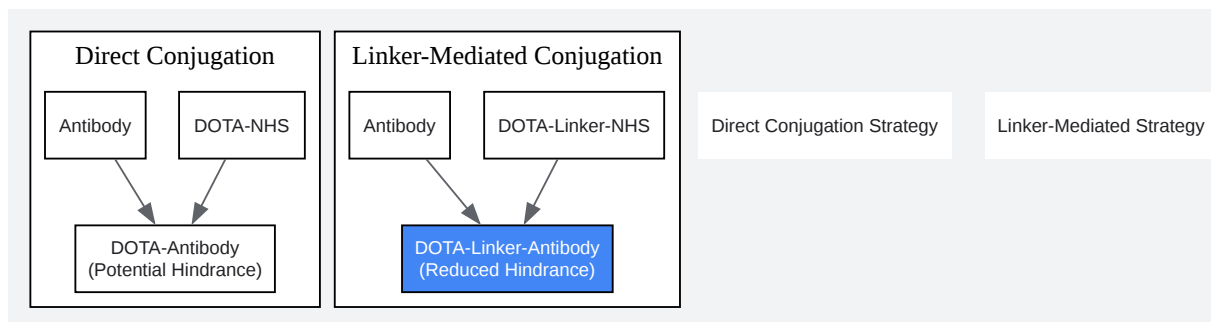 Direct Conjugation
Antibody
DOTA-NHS
DOTA-Antibody
(Potential Hindrance)
Linker-Mediated Conjugation
Antibody
DOTA-Linker-NHS
DOTA-Linker-Antibody
(Reduced Hindrance)
Direct Conjugation Strategy
Linker-Mediated Strategy